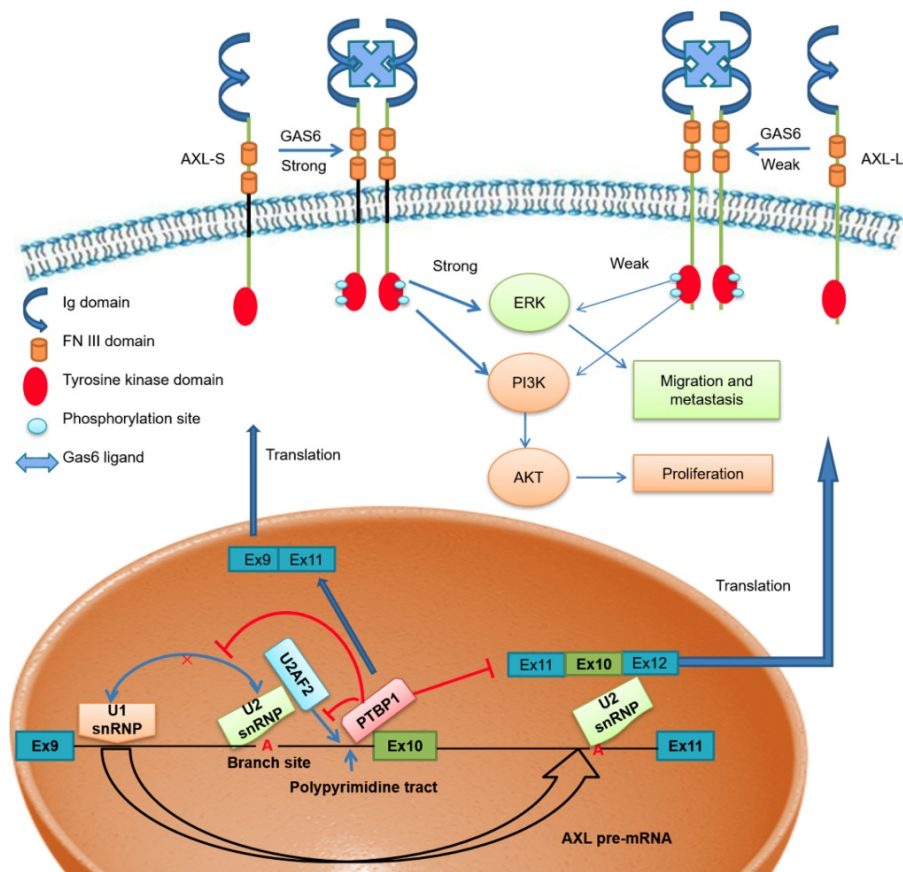 AXL-S
GAS6
Strong
GAS6
Weak
AXL-L
Strong
Weak
ERK
PI3K
AKT
Migration and
metastasis
Proliferation
Ig domain
FN III domain
Tyrosine kinase domain
Phosphorylation site
Gas6 ligand
Translation
Translation
Ex9 Ex11
Ex11 Ex10 Ex12
U2AF2
PTBP1
U1
snRNP
U2
snRNP
U2
snRNP
Ex9
A
Ex10
A
Ex11
Branch site
Polypyrimidine tract
AXL pre-mRNA